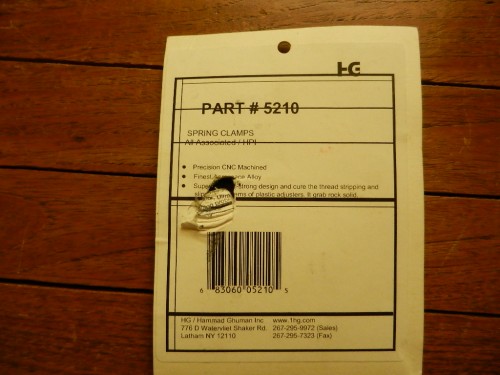 HG
PART # 5210
SPRING CLAMPS
All Associated / HPI
Precision CNC Machined
Finest Alloy
strong design and cure the thread stripping and
of plastic adjusters. It grab rock solid.
6 83060 05210 5
HG / Hammad Ghuman Inc. www.1hg.com
776 D Watervliet Shaker Rd. 267-295-9972 (Sales)
Latham NY 12110 267-295-7323 (Fax)